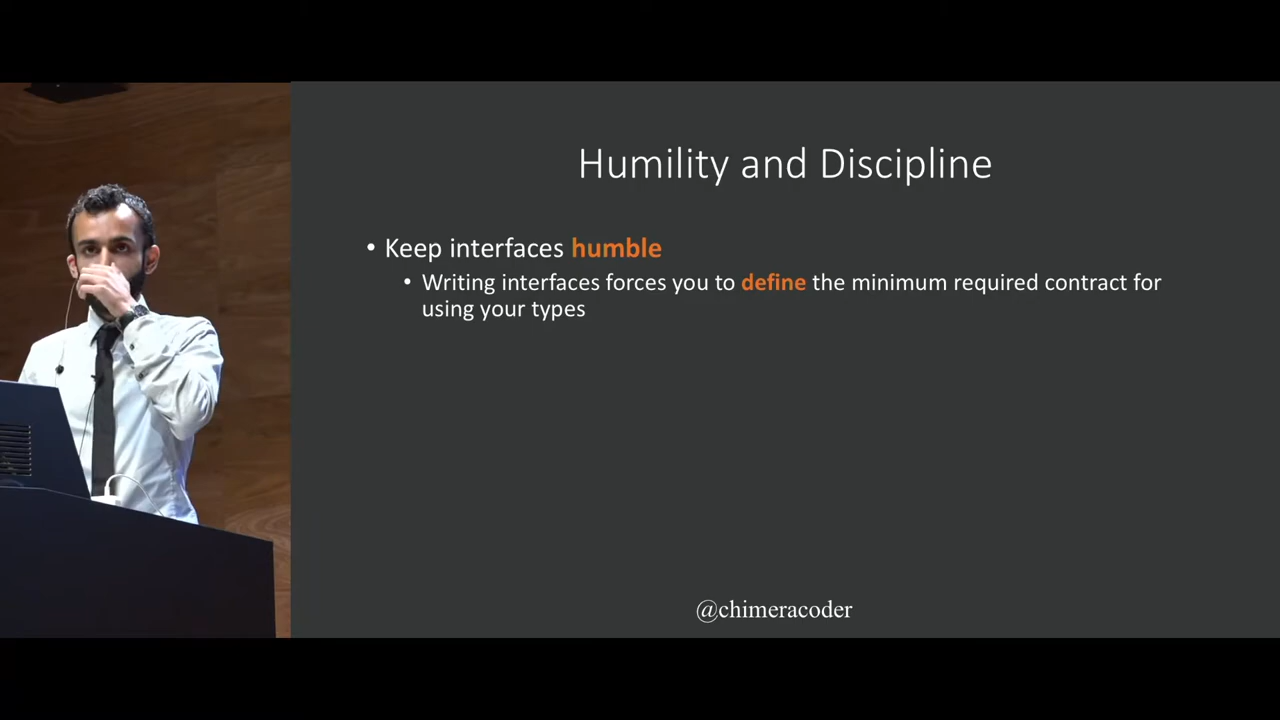 Humility and Discipline
• Keep interfaces humble
• Writing interfaces forces you to define the minimum required contract for
using your types
@chimeracoder